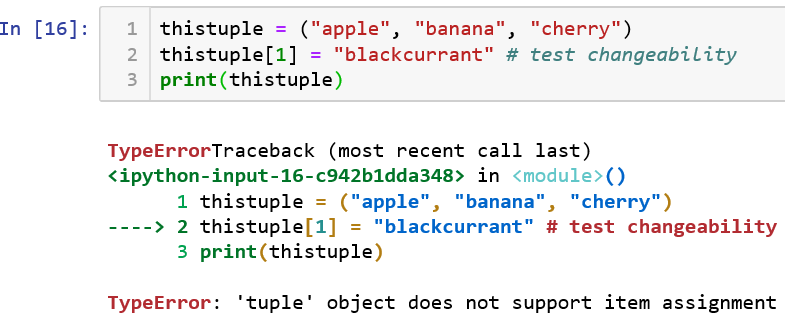 In [16]:
1 thistuple = ("apple", "banana", "cherry")
2 thistuple[1] = "blackcurrant" # test changeability
3 print(thistuple)
TypeErrorTraceback (most recent call last)
<ipython-input-16-c942b1dda348> in <module>()
1 thistuple = ("apple", "banana", "cherry")
----> 2 thistuple[1] = "blackcurrant" # test changeability
3 print(thistuple)
TypeError: 'tuple' object does not support item assignment